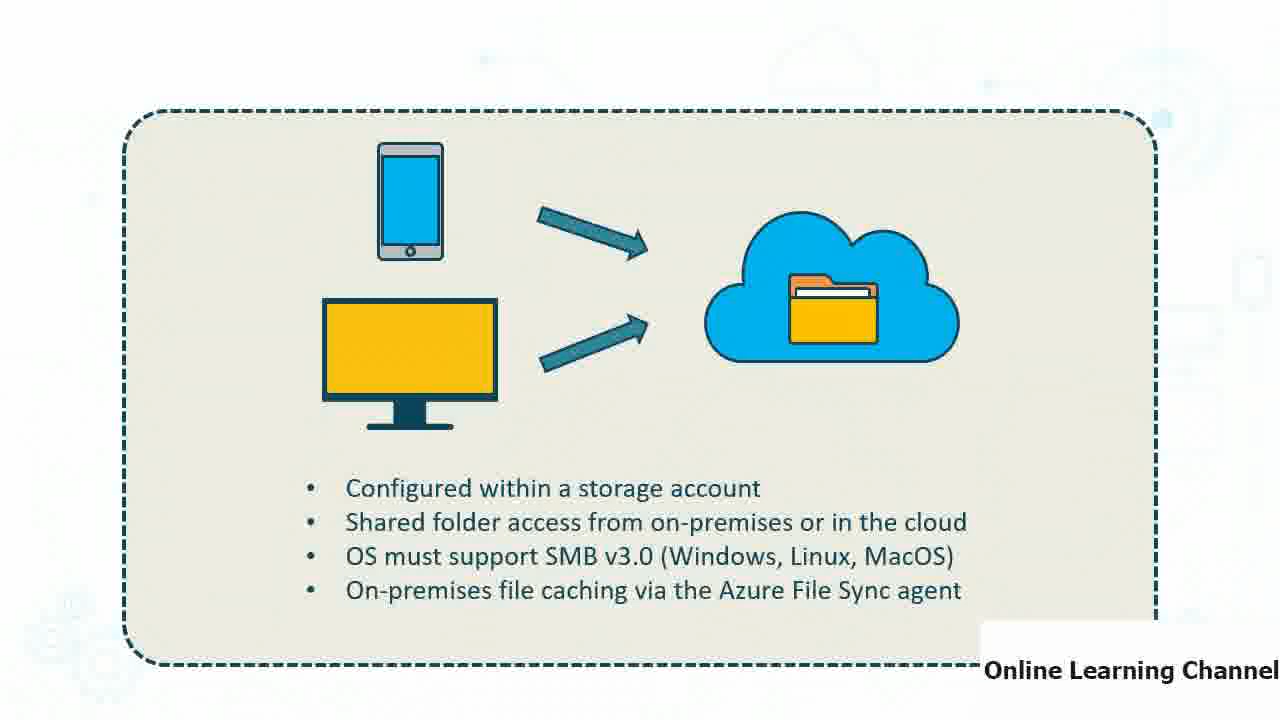 • Configured within a storage account
• Shared folder access from on-premises or in the cloud
• OS must support SMB v3.0 (Windows, Linux, MacOS)
• On-premises file caching via the Azure File Sync agent
Online Learning Channel